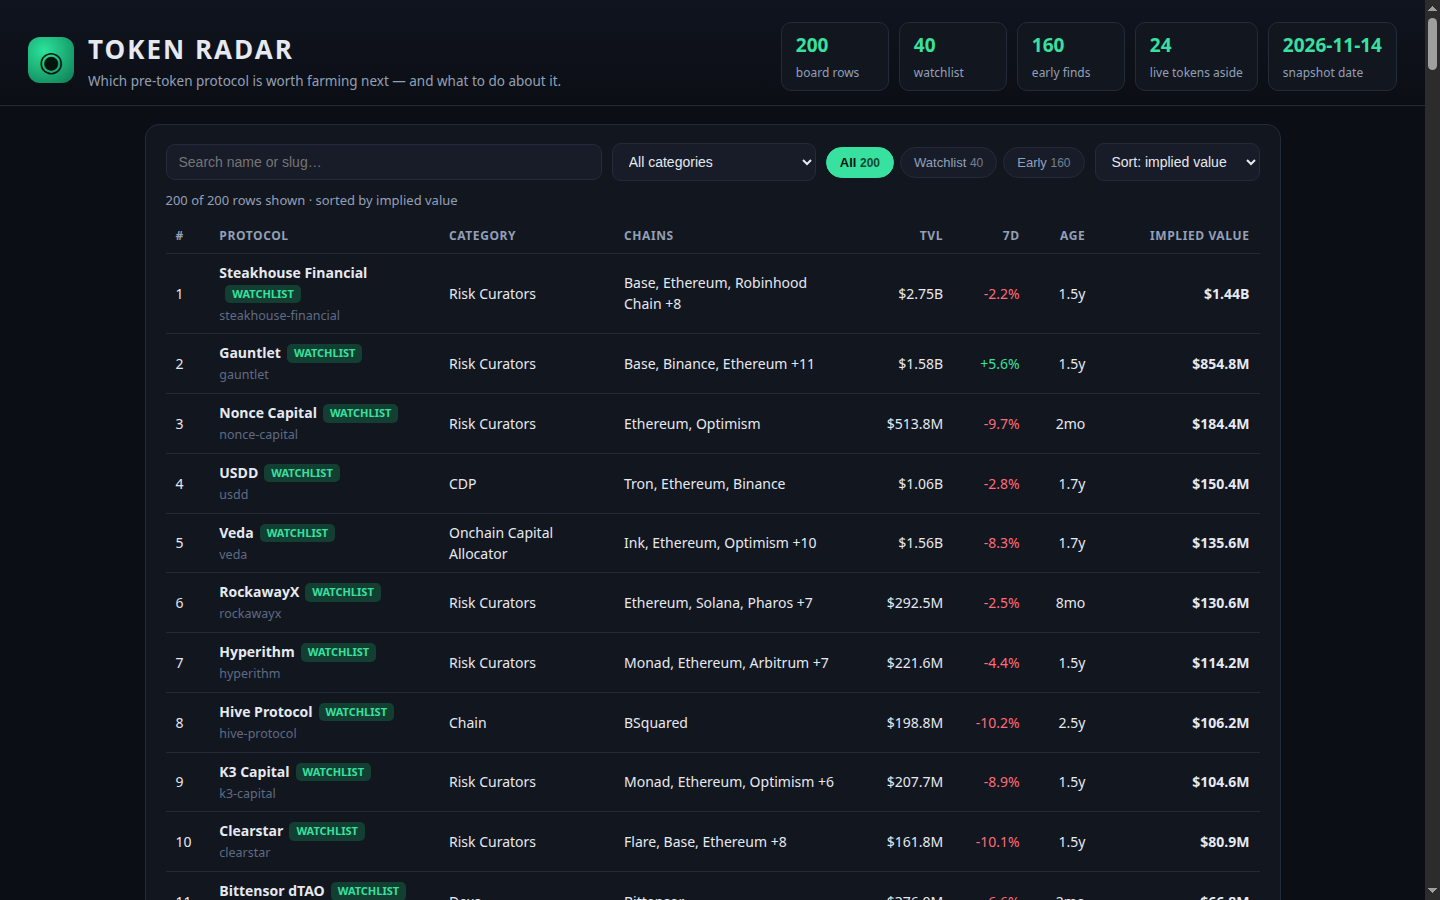 TOKEN RADAR
Which pre-token protocol is worth farming next — and what to do about it.
200
board rows
40
watchlist
160
early finds
24
live tokens aside
2026-11-14
snapshot date
Search name or slug…
All categories
All 200
Watchlist 40
Early 160
Sort: implied value
200 of 200 rows shown · sorted by implied value
# PROTOCOL CATEGORY CHAINS TVL 7D AGE IMPLIED VALUE
1 Steakhouse Financial WATCHLIST steakhouse-financial Risk Curators Base, Ethereum, Robinhood Chain +8 $2.75B -2.2% 1.5y $1.44B
2 Gauntlet WATCHLIST gauntlet Risk Curators Base, Binance, Ethereum +11 $1.58B +5.6% 1.5y $854.8M
3 Nonce Capital WATCHLIST nonce-capital Risk Curators Ethereum, Optimism $513.8M -9.7% 2mo $184.4M
4 USDD WATCHLIST usdd CDP Tron, Ethereum, Binance $1.06B -2.8% 1.7y $150.4M
5 Veda WATCHLIST veda Onchain Capital Allocator Ink, Ethereum, Optimism +10 $1.56B -8.3% 1.7y $135.6M
6 RockawayX WATCHLIST rockawayx Risk Curators Ethereum, Solana, Pharos +7 $292.5M -2.5% 8mo $130.6M
7 Hyperithm WATCHLIST hyperithm Risk Curators Monad, Ethereum, Arbitrum +7 $221.6M -4.4% 1.5y $114.2M
8 Hive Protocol WATCHLIST hive-protocol Chain BSquared $198.8M -10.2% 2.5y $106.2M
9 K3 Capital WATCHLIST k3-capital Risk Curators Monad, Ethereum, Optimism +6 $207.7M -8.9% 1.5y $104.6M
10 Clearstar WATCHLIST clearstar Risk Curators Flare, Base, Ethereum +8 $161.8M -10.1% 1.5y $80.9M
Bittensor dTAO WATCHLIST